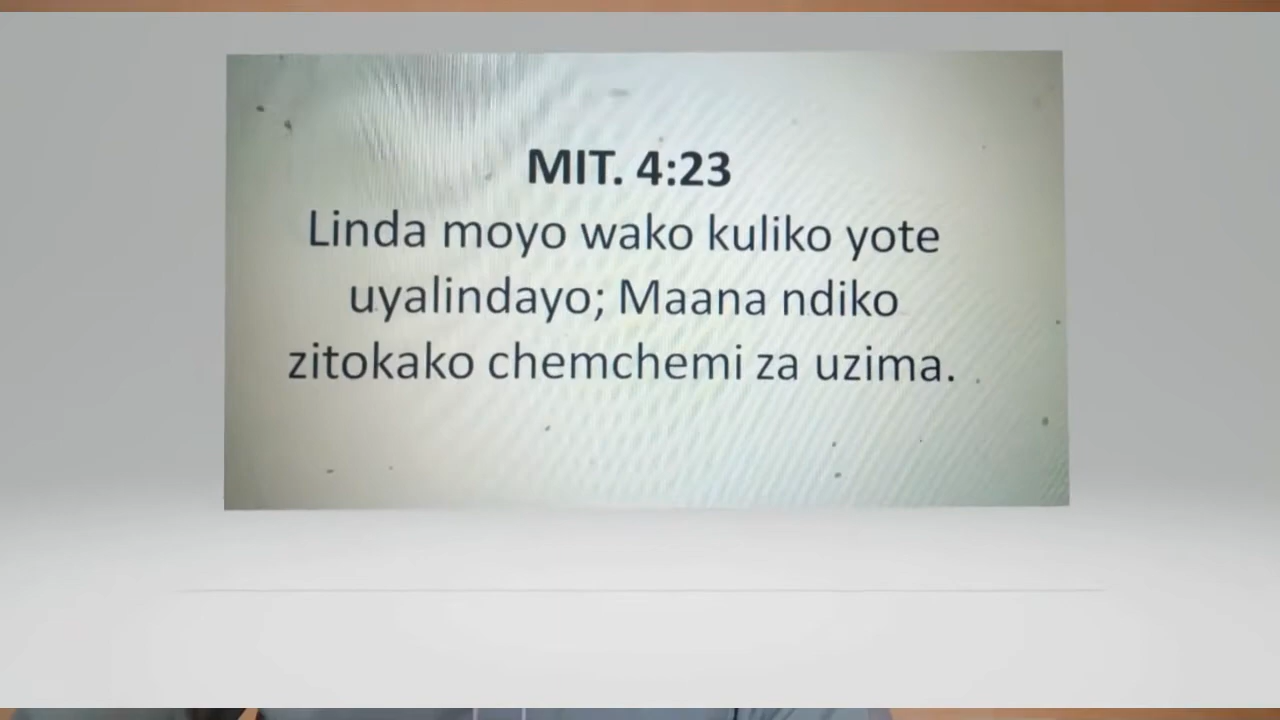 MIT. 4:23
Linda moyo wako kuliko yote
uyalindayo; Maana ndiko
zitokako chemchemi za uzima.